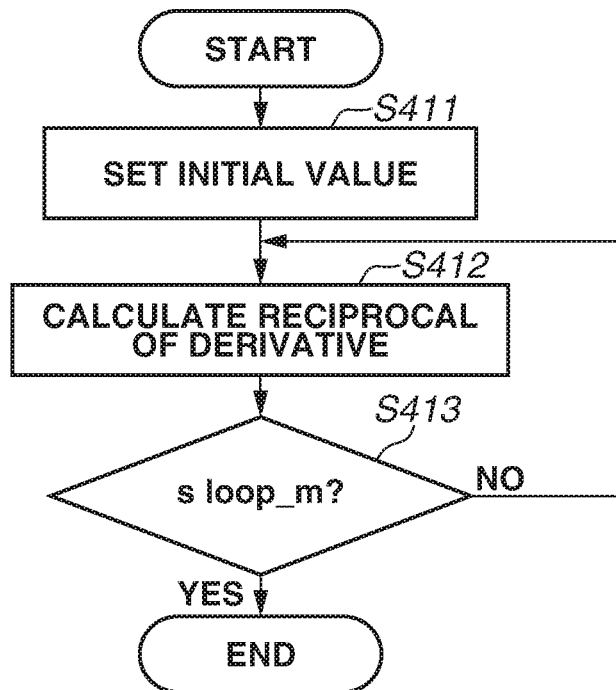 START
S411
SET INITIAL VALUE
S412
CALCULATE RECIPROCAL
OF DERIVATIVE
S413
s loop_m?
NO
YES
END